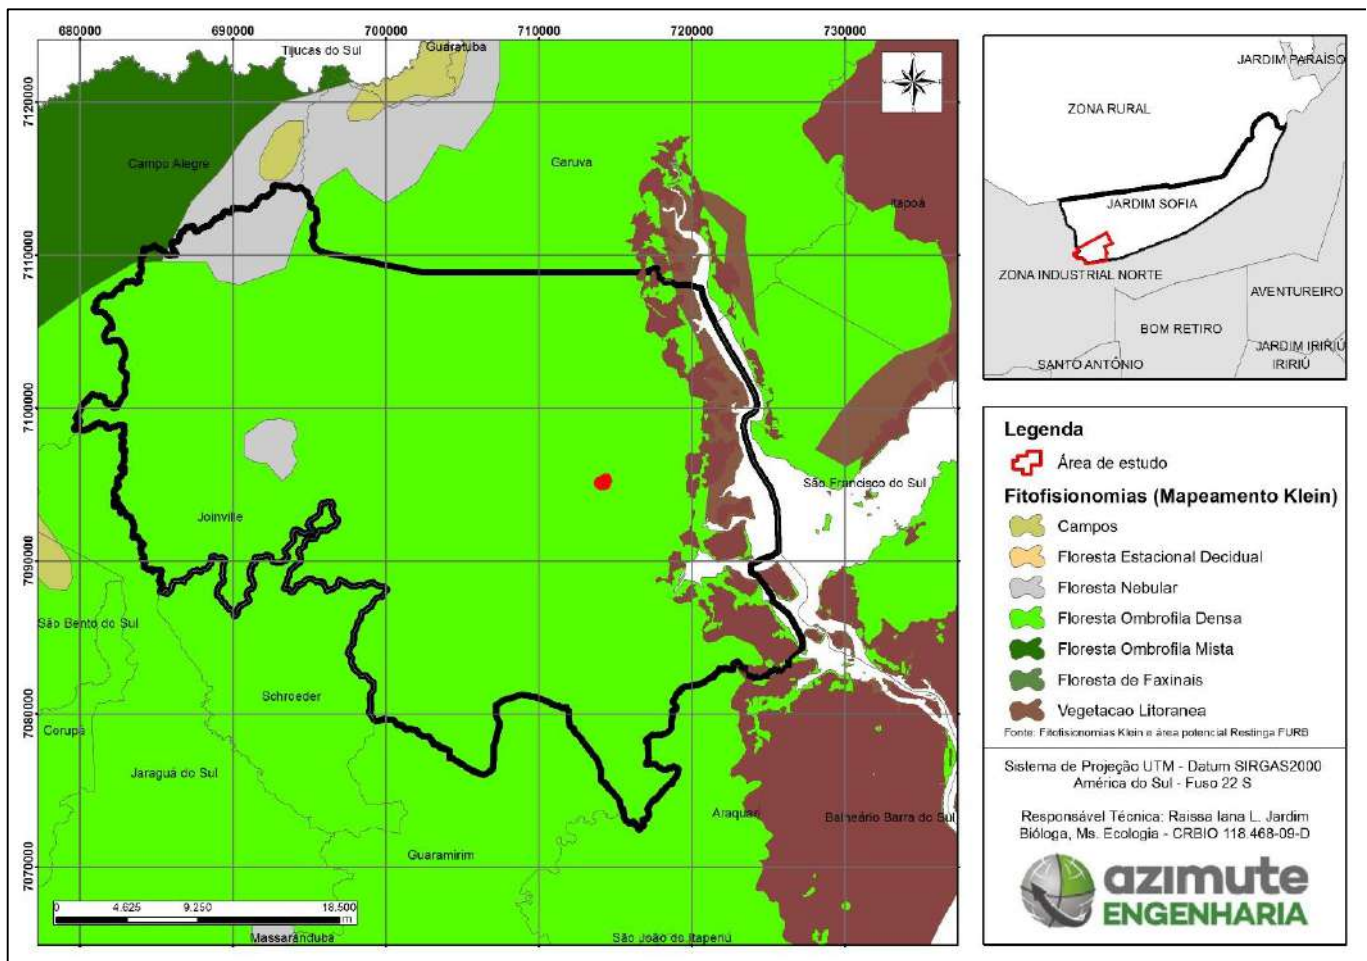 680000 690000 700000 710000 720000 730000
Tijucas do Sul
Guaratuba
7120000
Campo Alegre
Garuva
Itapoá
7110000
7100000
São Francisco do Sul
Joinville
7090000
São Bento do Sul
Schroeder
7080000
Corupá
Jaraguá do Sul
Araquari
Balneário Barra do Sul
Guaramirim
7070000
0 4.625 9.250 18.500
m
Massaranduba
São João do Itaperiú
JARDIM PARAÍSO
ZONA RURAL
JARDIM SOFIA
ZONA INDUSTRIAL NORTE
AVENTUREIRO
BOM RETIRO
JARDIM IRIRIÚ
SANTO ANTÔNIO
IRIRIÚ
Legenda
Área de estudo
Fitofisionomias (Mapeamento Klein)
Campos
Floresta Estacional Decidual
Floresta Nebular
Floresta Ombrofila Densa
Floresta Ombrofila Mista
Floresta de Faxinais
Vegetacao Litoranea
Fonte: Fitofisionomias Klein e área potencial Restinga FURB
Sistema de Projeção UTM - Datum SIRGAS2000
América do Sul - Fuso 22 S
Responsável Técnica: Raissa Iana L. Jardim
Bióloga, Ms. Ecologia - CRBIO 118.468-09-D
azimute
ENGENHARIA